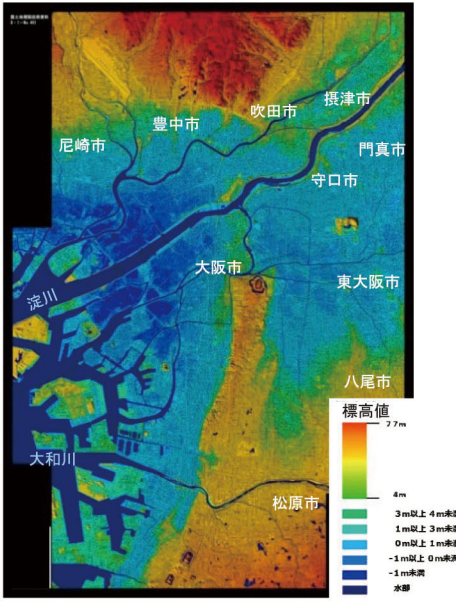 摂津市
吹田市
豊中市
尼崎市
門真市
守口市
大阪市
東大阪市
淀川
八尾市
標高値
77m
4m
大和川
松原市
3m以上 4m未満
1m以上 3m未満
0m以上 1m未満
-1m以上 0m未満
-1m未満
水部